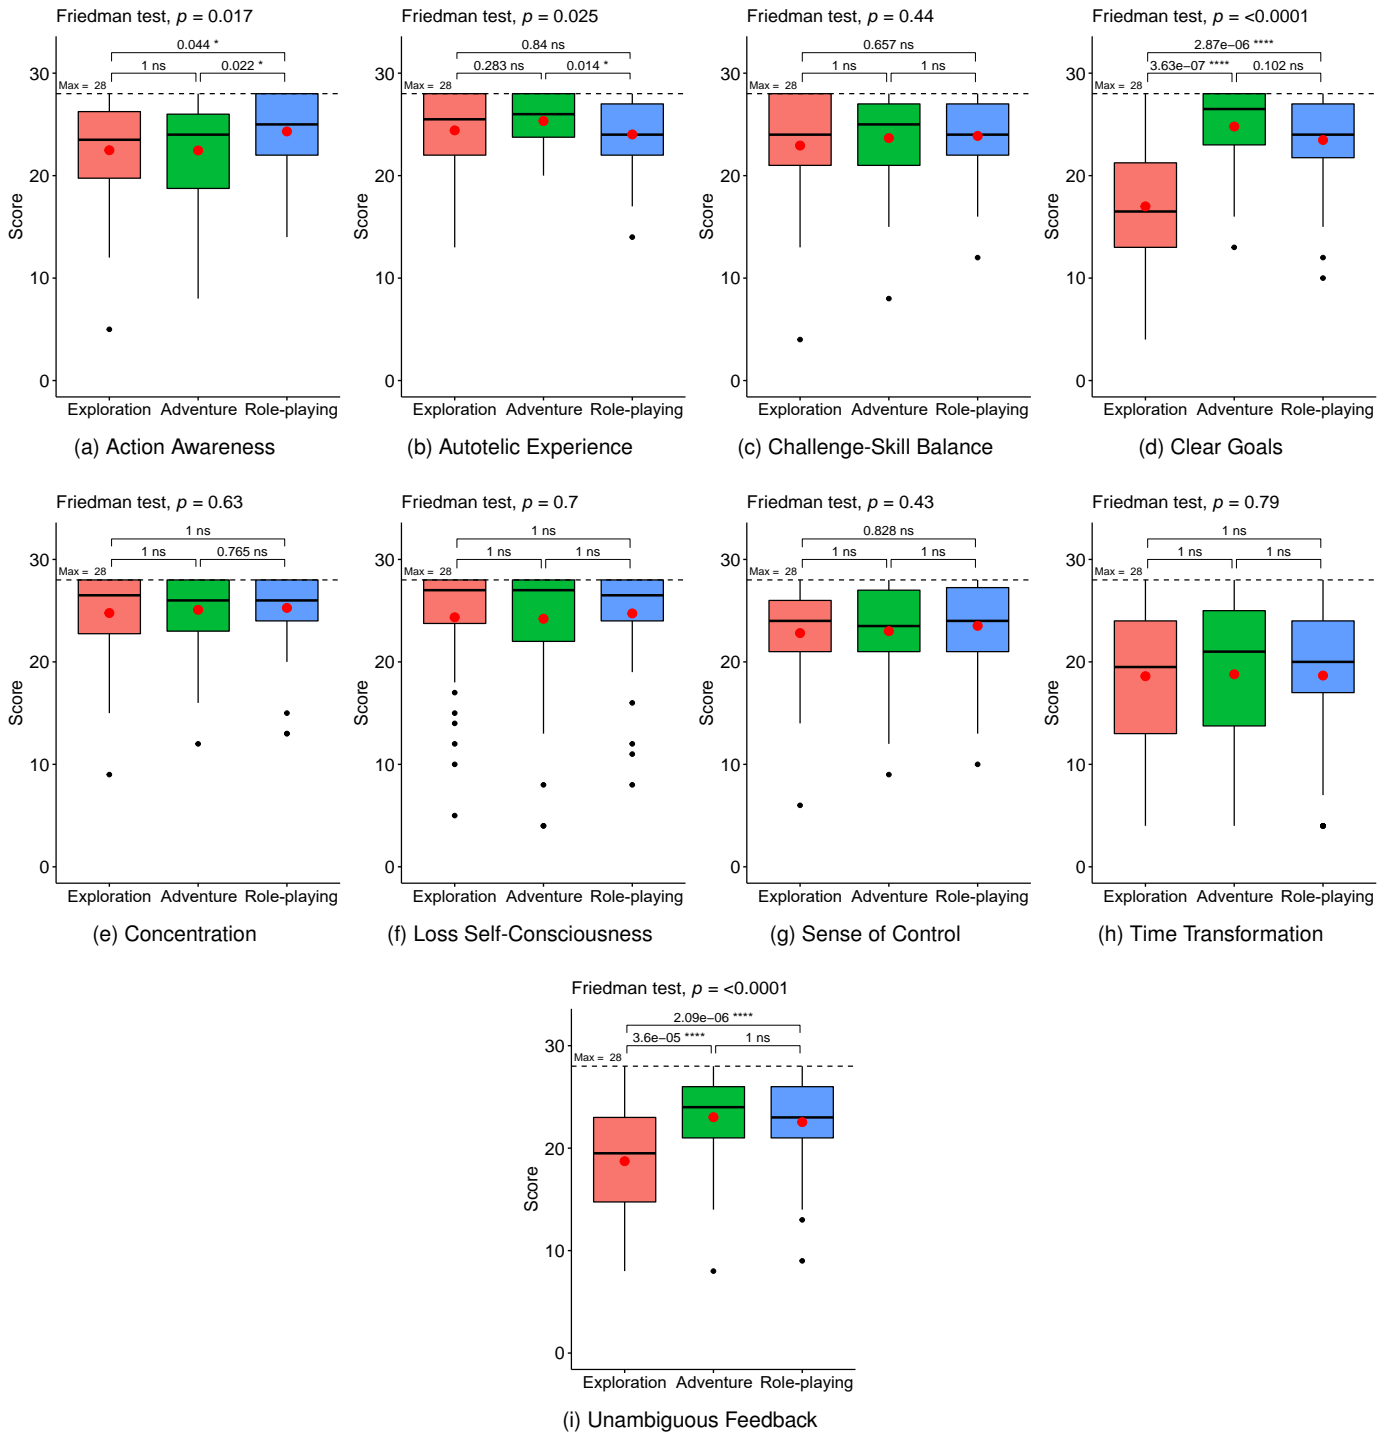 Friedman test, p = 0.017
0.044 *
1 ns
0.022 *
Max = 28
30
20
10
0
Score
Exploration Adventure Role-playing
(a) Action Awareness
Friedman test, p = 0.025
0.84 ns
0.283 ns
0.014 *
Max = 28
30
20
10
0
Score
Exploration Adventure Role-playing
(b) Autotelic Experience
Friedman test, p = 0.44
0.657 ns
1 ns
1 ns
Max = 28
30
20
10
0
Score
Exploration Adventure Role-playing
(c) Challenge-Skill Balance
Friedman test, p = <0.0001
2.87e-06 ****
3.63e-07 ****
0.102 ns
Max = 28
30
20
10
0
Score
Exploration Adventure Role-playing
(d) Clear Goals
Friedman test, p = 0.63
1 ns
1 ns
0.765 ns
Max = 28
30
20
10
0
Score
Exploration Adventure Role-playing
(e) Concentration
Friedman test, p = 0.7
1 ns
1 ns
1 ns
Max = 28
30
20
10
0
Score
Exploration Adventure Role-playing
(f) Loss Self-Consciousness
Friedman test, p = 0.43
0.828 ns
1 ns
1 ns
Max = 28
30
20
10
0
Score
Exploration Adventure Role-playing
(g) Sense of Control
Friedman test, p = 0.79
1 ns
1 ns
1 ns
Max = 28
30
20
10
0
Score
Exploration Adventure Role-playing
(h) Time Transformation
Friedman test, p = <0.0001
2.09e-06 ****
3.6e-05 ****
1 ns
Max = 28
30
20
10
0
Score
Exploration Adventure Role-playing
(i) Unambiguous Feedback